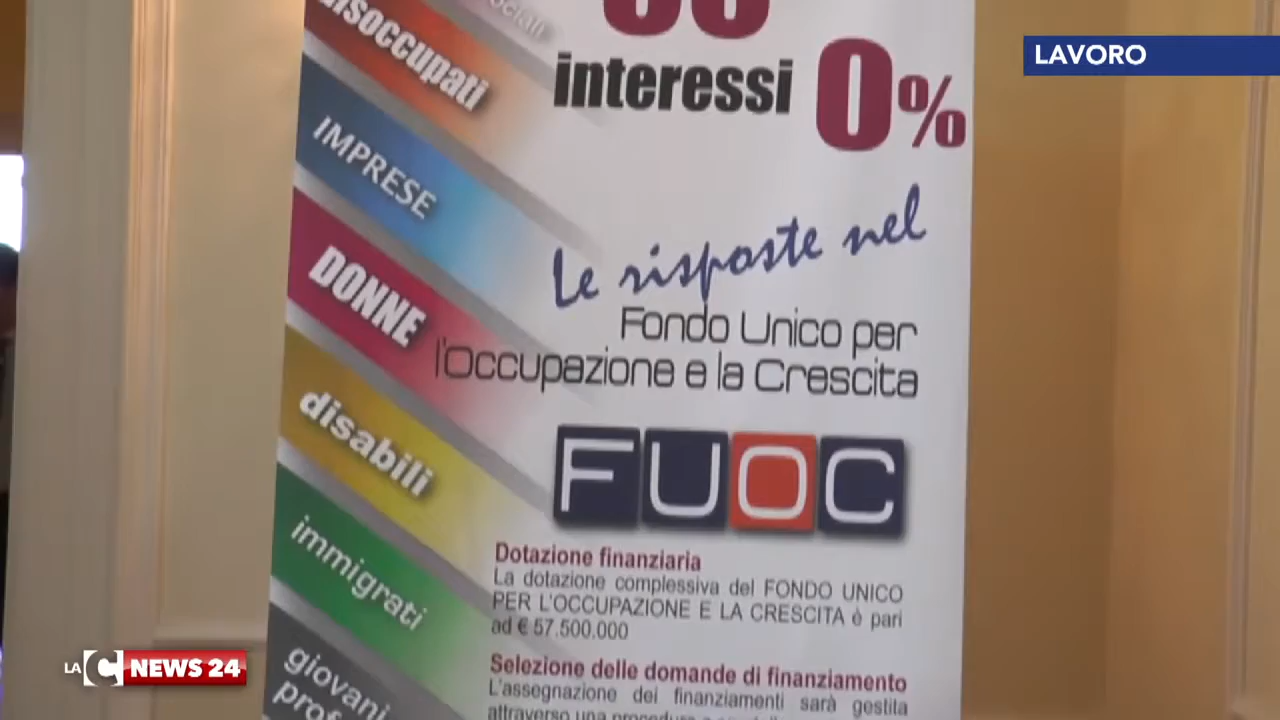 LAVORO
disoccupati
IMPRESE
DONNE
disabili
immigrati
giovani
interessi 0%
Le risposte nel
Fondo Unico per
l'Occupazione e la Crescita
FUOC
Dotazione finanziaria
La dotazione complessiva del FONDO UNICO
PER L'OCCUPAZIONE E LA CRESCITA è pari
ad € 57.500.000
Selezione delle domande di finanziamento
L'assegnazione dei finanziamenti sarà gestita
attraverso una
LA C NEWS 24